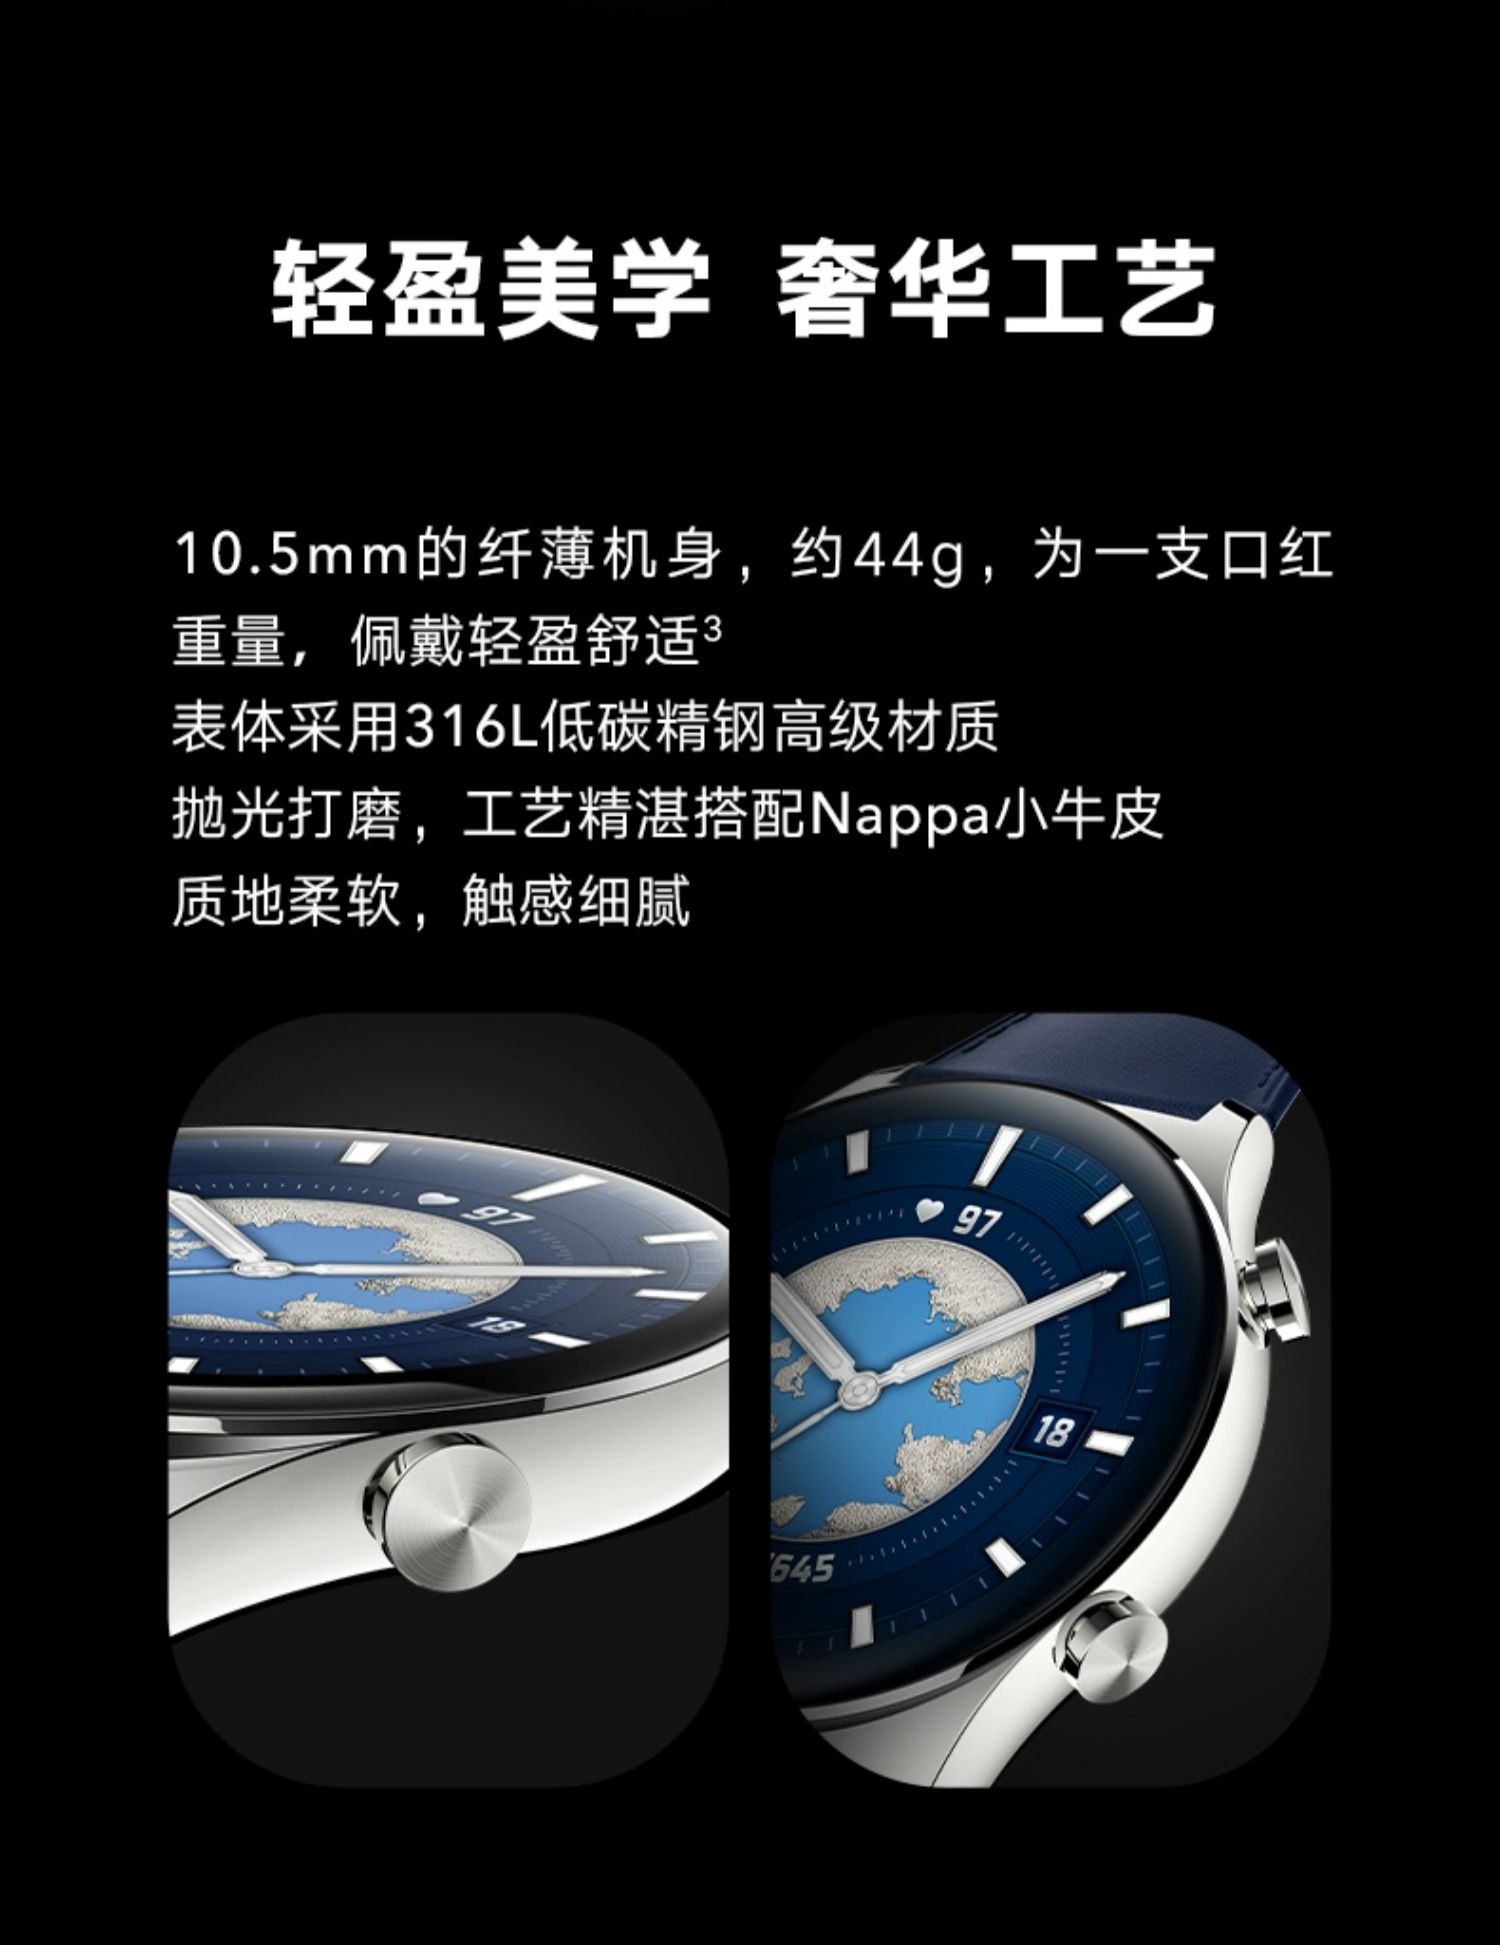 轻盈美学 奢华工艺
10.5mm的纤薄机身，约44g，为一支口红
重量，佩戴轻盈舒适³
表体采用316L低碳精钢高级材质
抛光打磨，工艺精湛搭配Nappa小牛皮
质地柔软，触感细腻
97
18
97
18
645